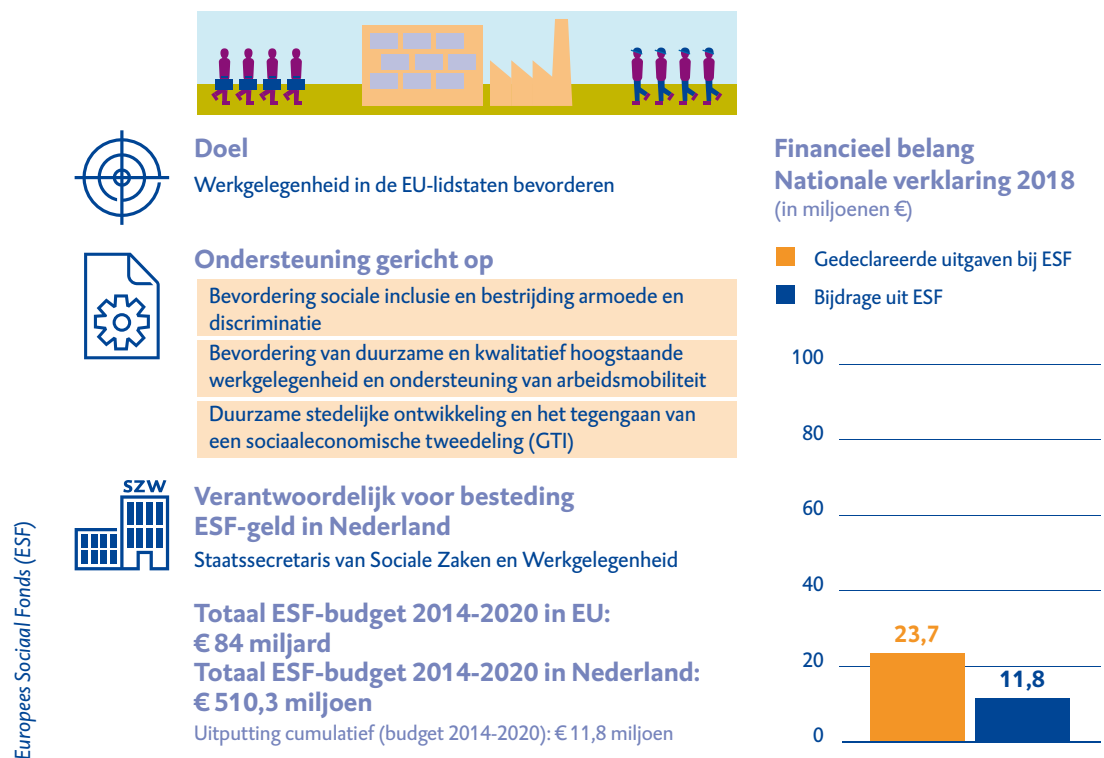 Doel
Werkgelegenheid in de EU-lidstaten bevorderen
Ondersteuning gericht op
Bevordering sociale inclusie en bestrijding armoede en
discriminatie
Bevordering van duurzame en kwalitatief hoogstaande
werkgelegenheid en ondersteuning van arbeidsmobiliteit
Duurzame stedelijke ontwikkeling en het tegengaan van
een sociaaleconomische tweedeling (GTI)
SZW
Verantwoordelijk voor besteding
ESF-geld in Nederland
Staatssecretaris van Sociale Zaken en Werkgelegenheid
Totaal ESF-budget 2014-2020 in EU:
€ 84 miljard
Totaal ESF-budget 2014-2020 in Nederland:
€ 510,3 miljoen
Uitputting cumulatief (budget 2014-2020): € 11,8 miljoen
Europees Sociaal Fonds (ESF)
Financieel belang
Nationale verklaring 2018
(in miljoenen €)
Gedeclareerde uitgaven bij ESF
Bijdrage uit ESF
100
80
60
40
23,7
20
11,8
0